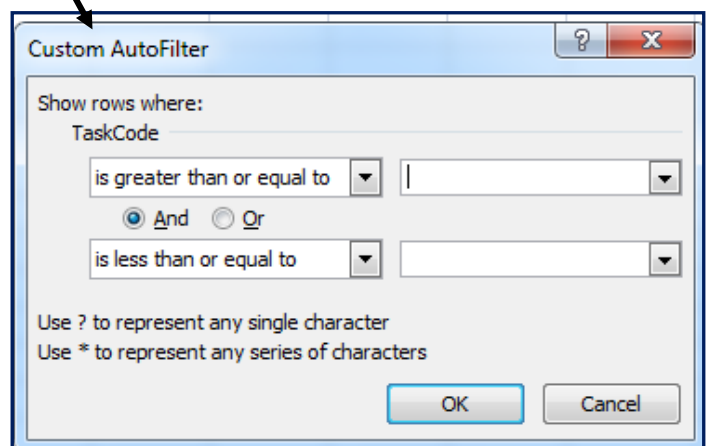 Custom AutoFilter
?
X
Show rows where:
TaskCode
is greater than or equal to
And Or
is less than or equal to
Use ? to represent any single character
Use * to represent any series of characters
OK Cancel